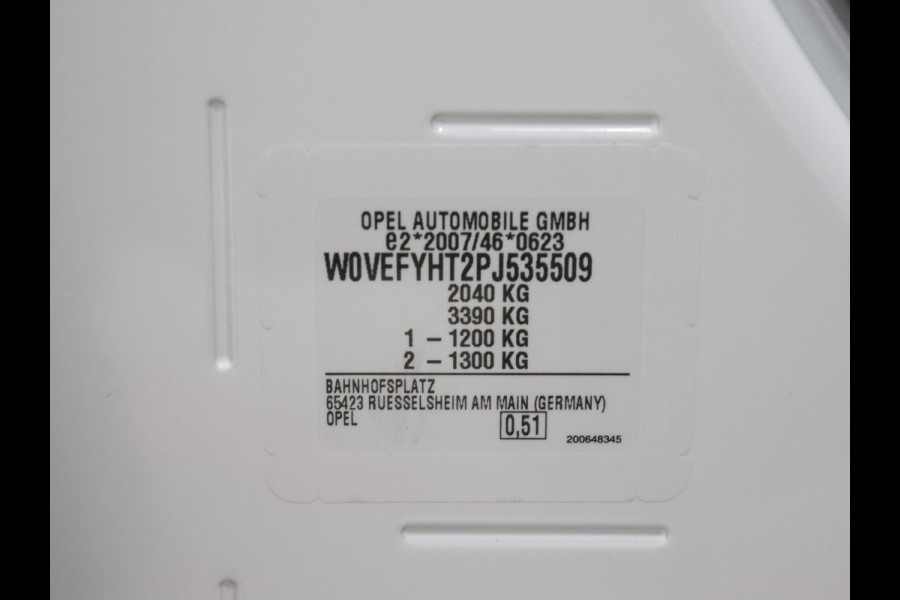 OPEL AUTOMOBILE GMBH
e2*2007/46*0623
W0VEFYHT2PJ535509
2040 KG
3390 KG
1 – 1200 KG
2 – 1300 KG
BAHNHOFSPLATZ
65423 RUESSELSHEIM AM MAIN (GERMANY)
OPEL
0,51
200648345